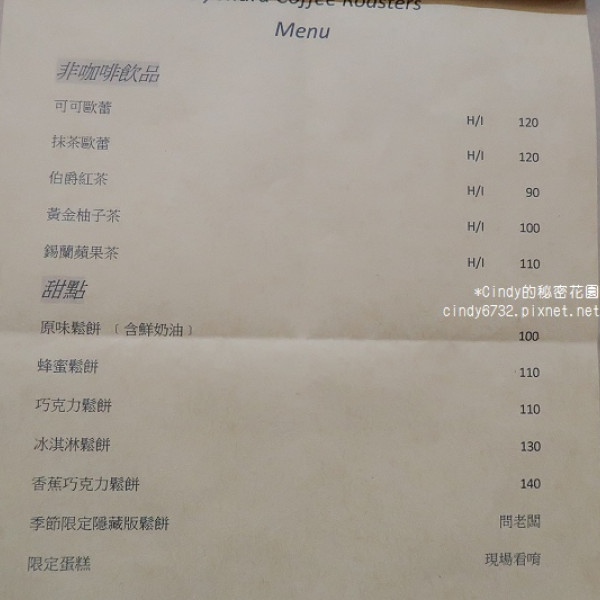 Coffee Roasters
Menu
非咖啡飲品
可可歐蕾 H/I 120
抹茶歐蕾 H/I 120
伯爵紅茶 H/I 90
黃金柚子茶 H/I 100
錫蘭蘋果茶 H/I 110
甜點
*Cindy的秘密花園
cindy6732.pixnet.net
原味鬆餅 （含鮮奶油） 100
蜂蜜鬆餅 110
巧克力鬆餅 110
冰淇淋鬆餅 130
香蕉巧克力鬆餅 140
季節限定隱藏版鬆餅 問老闆
限定蛋糕 現場看唷